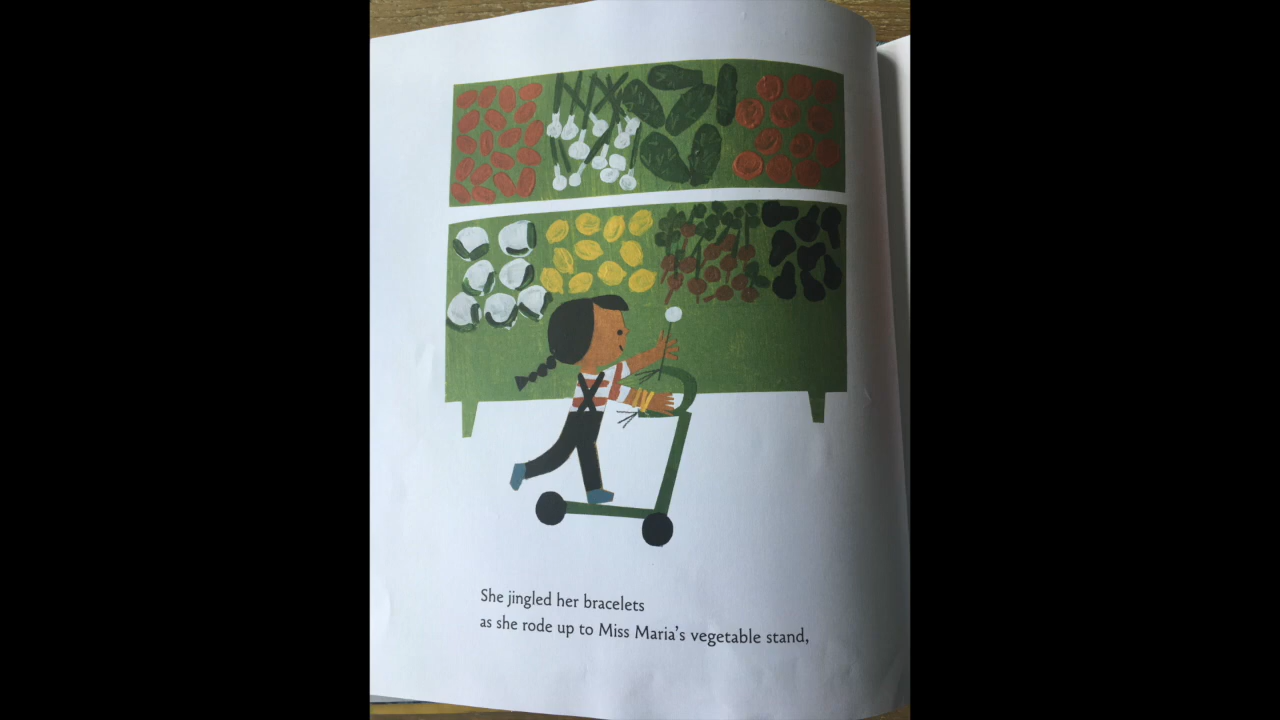 She jingled her bracelets
as she rode up to Miss Maria's vegetable stand,